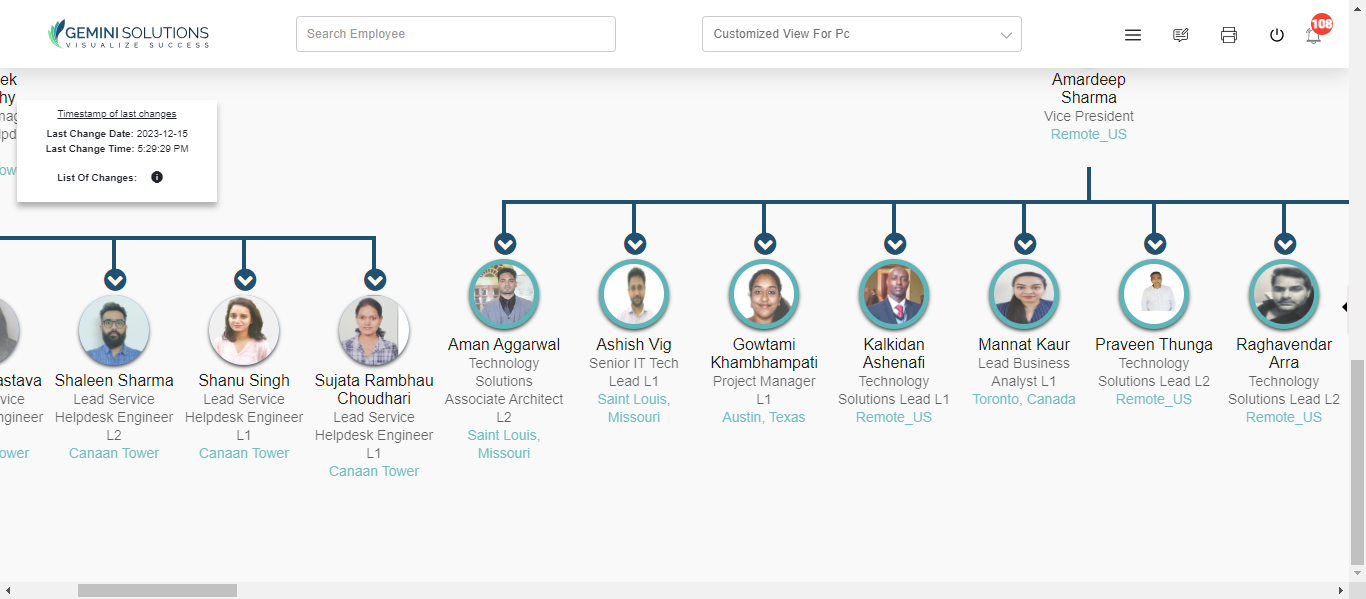 GEMINI SOLUTIONS
VISUALIZE SUCCESS
Search Employee
Customized View For Pc
108
ek
hy
Timestamp of last changes
Last Change Date: 2023-12-15
Last Change Time: 5:29:29 PM
List Of Changes:
Amardeep
Sharma
Vice President
Remote_US
astava
vice
ngineer
ower
Shaleen Sharma
Lead Service
Helpdesk Engineer
L2
Canaan Tower
Shanu Singh
Lead Service
Helpdesk Engineer
L1
Canaan Tower
Sujata Rambhau
Choudhari
Lead Service
Helpdesk Engineer
L1
Canaan Tower
Aman Aggarwal
Technology
Solutions
Associate Architect
L2
Saint Louis,
Missouri
Ashish Vig
Senior IT Tech
Lead L1
Saint Louis,
Missouri
Gowtami
Khambhampati
Project Manager
L1
Austin, Texas
Kalkidan
Ashenafi
Technology
Solutions Lead L1
Remote_US
Mannat Kaur
Lead Business
Analyst L1
Toronto, Canada
Praveen Thunga
Technology
Solutions Lead L2
Remote_US
Raghavendar
Arra
Technology
Solutions Lead L2
Remote_US